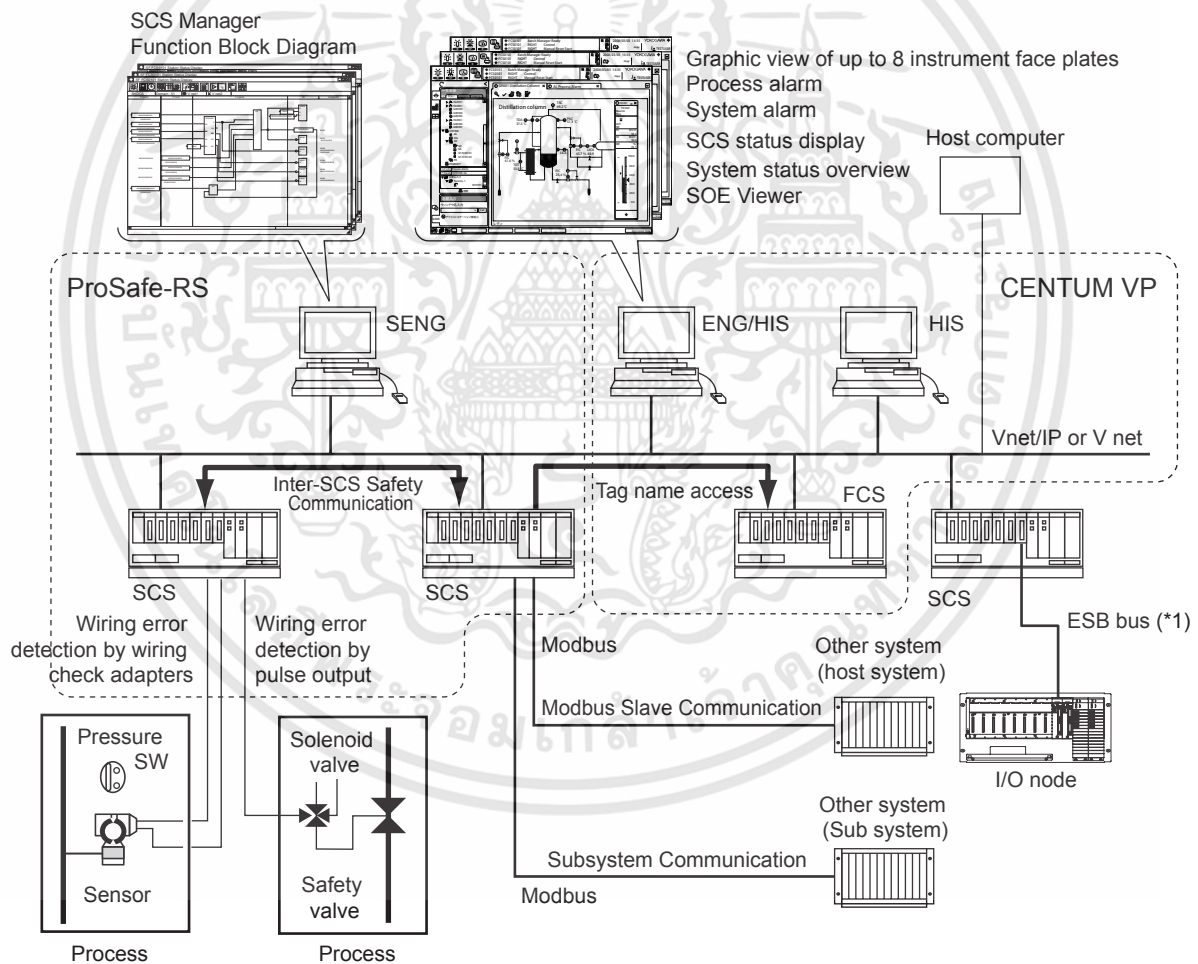 SCS Manager
Function Block Diagram
Graphic view of up to 8 instrument face plates
Process alarm
System alarm
SCS status display
System status overview
SOE Viewer
Host computer
Distillation column
ProSafe-RS
CENTUM VP
SENG
ENG/HIS
HIS
Vnet/IP or V net
Inter-SCS Safety
Communication
Tag name access
FCS
SCS
SCS
SCS
ESB bus (*1)
Wiring error
detection by wiring
check adapters
Wiring error
detection by
pulse output
Modbus
Other system
(host system)
Modbus Slave Communication
I/O node
Pressure
SW
Sensor
Process
Solenoid
valve
Safety
valve
Process
Other system
(Sub system)
Subsystem Communication
Modbus